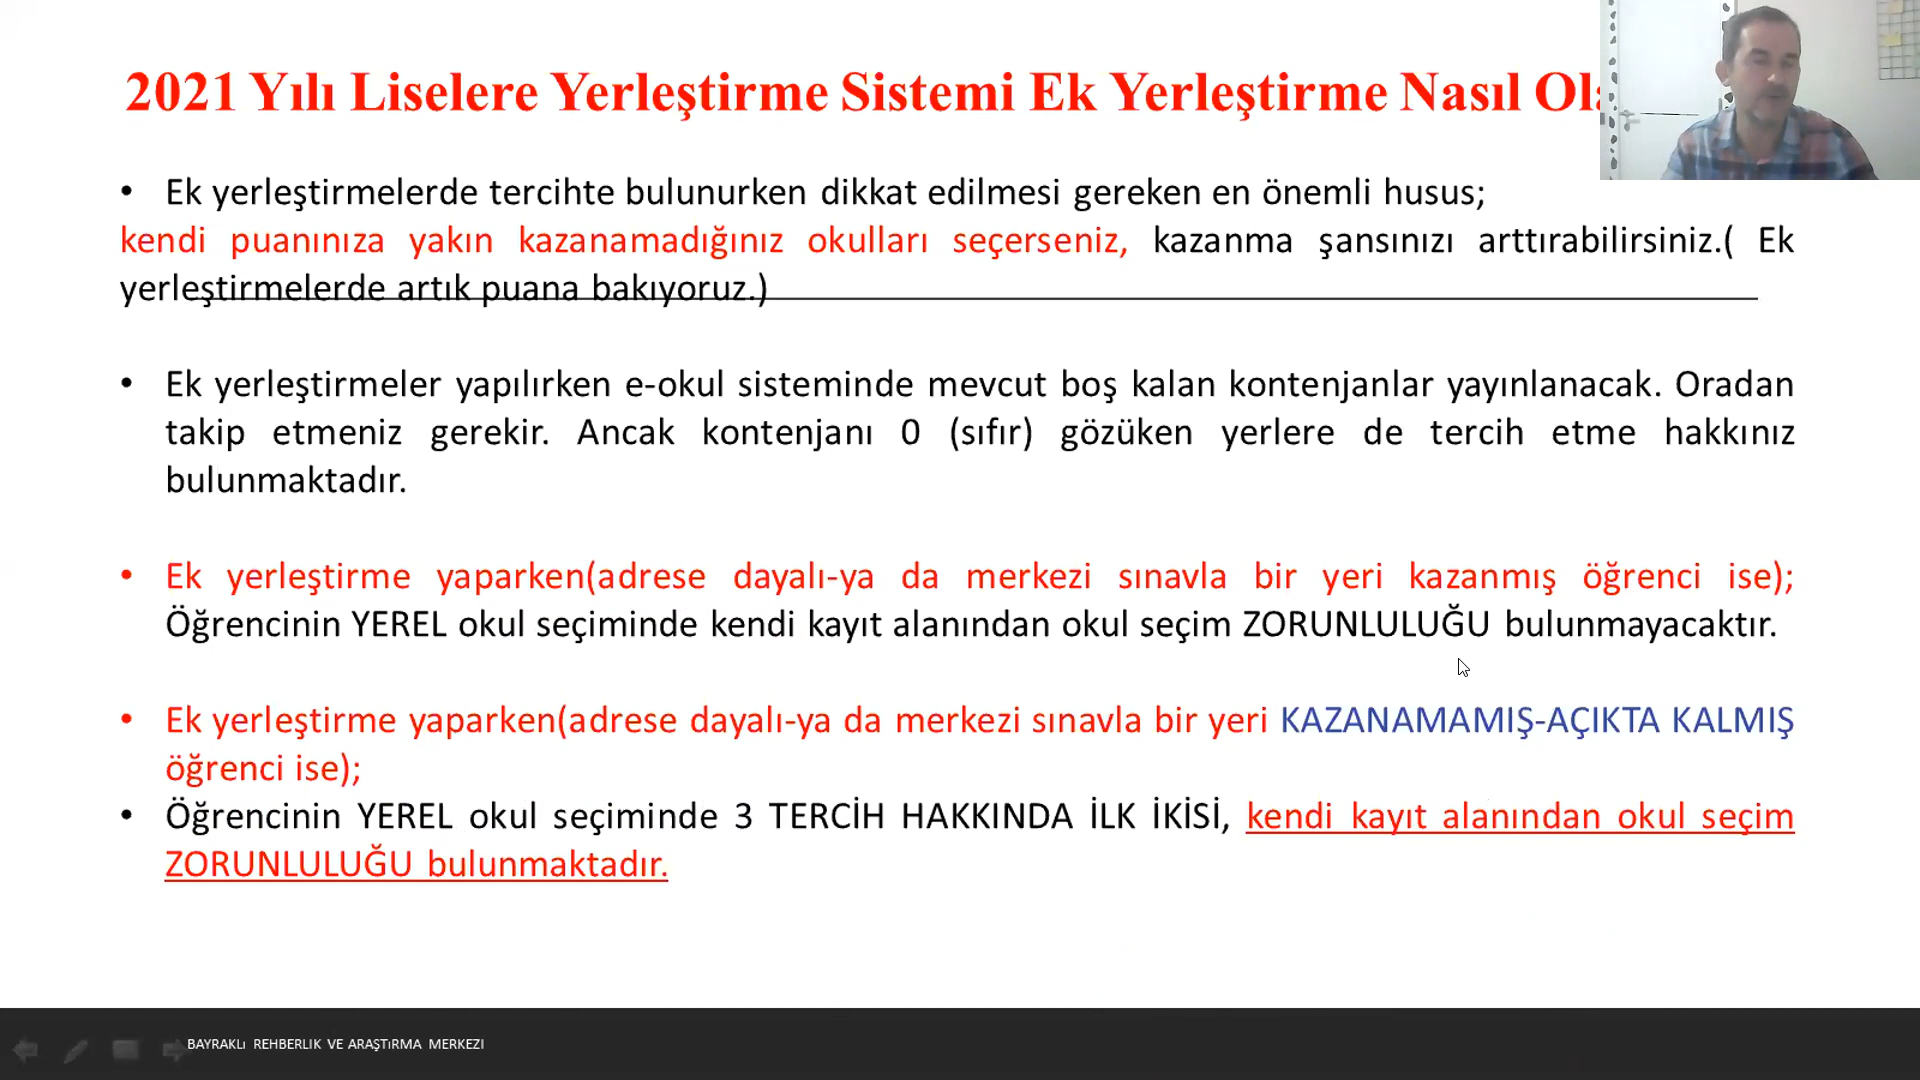 2021 Yılı Liselere Yerleştirme Sistemi Ek Yerleştirme Nasıl Ol
• Ek yerleştirmelerde tercihte bulunurken dikkat edilmesi gereken en önemli husus;
kendi puanınıza yakın kazanamadığınız okulları seçerseniz, kazanma şansınızı arttırabilirsiniz.( Ek
yerleştirmelerde artık puana bakıyoruz.)
• Ek yerleştirmeler yapılırken e-okul sisteminde mevcut boş kalan kontenjanlar yayınlanacak. Oradan
takip etmeniz gerekir. Ancak kontenjanı 0 (sıfır) gözüken yerlere de tercih etme hakkınız
bulunmaktadır.
• Ek yerleştirme yaparken(adrese dayalı-ya da merkezi sınavla bir yeri kazanmış öğrenci ise);
Öğrencinin YEREL okul seçiminde kendi kayıt alanından okul seçim ZORUNLULUĞU bulunmayacaktır.
• Ek yerleştirme yaparken(adrese dayalı-ya da merkezi sınavla bir yeri KAZANAMAMIŞ-AÇIKTA KALMIŞ
öğrenci ise);
• Öğrencinin YEREL okul seçiminde 3 TERCİH HAKKINDA İLK İKİSİ, kendi kayıt alanından okul seçim
ZORUNLULUĞU bulunmaktadır.
BAYRAKLı REHBERLIK VE ARAŞTıRMA MERKEZI